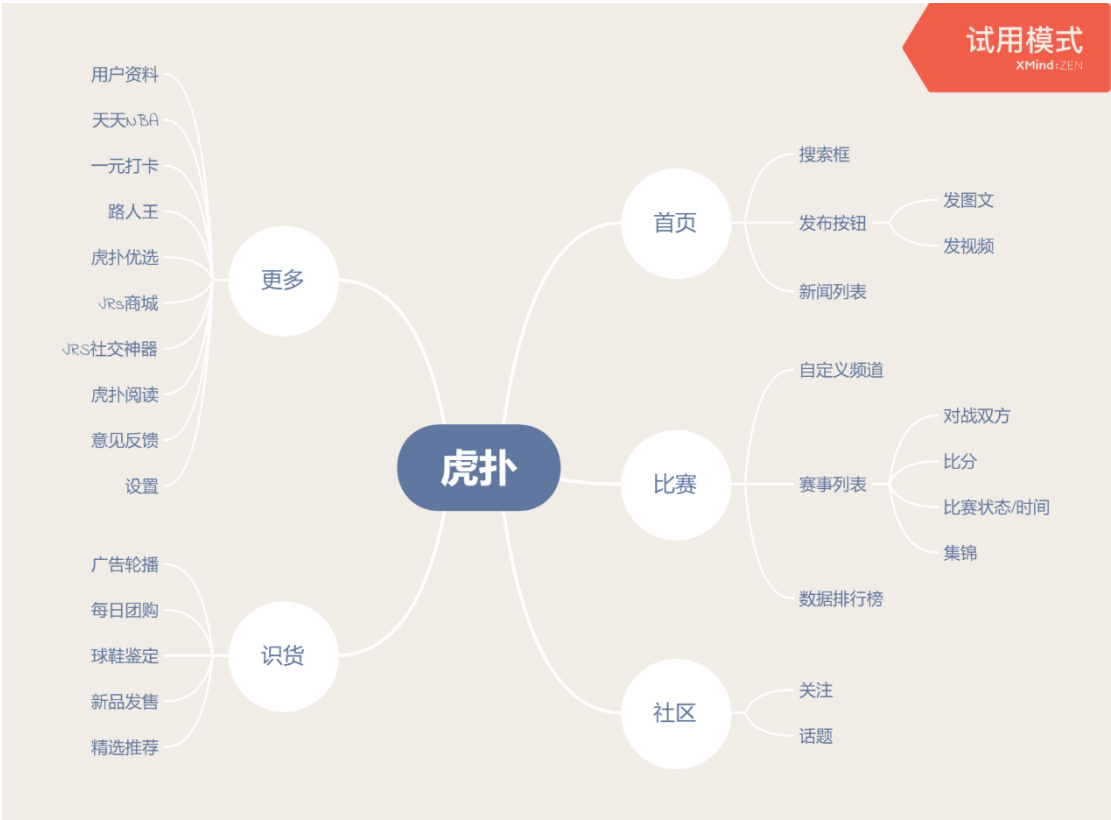 试用模式
XMind:ZEN
虎扑
首页
搜索框
发布按钮
发图文
发视频
新闻列表
比赛
自定义频道
赛事列表
对战双方
比分
比赛状态/时间
集锦
数据排行榜
社区
关注
话题
识货
广告轮播
每日团购
球鞋鉴定
新品发售
精选推荐
更多
用户资料
天天NBA
一元打卡
路人王
虎扑优选
JRs商城
JRS社交神器
虎扑阅读
意见反馈
设置